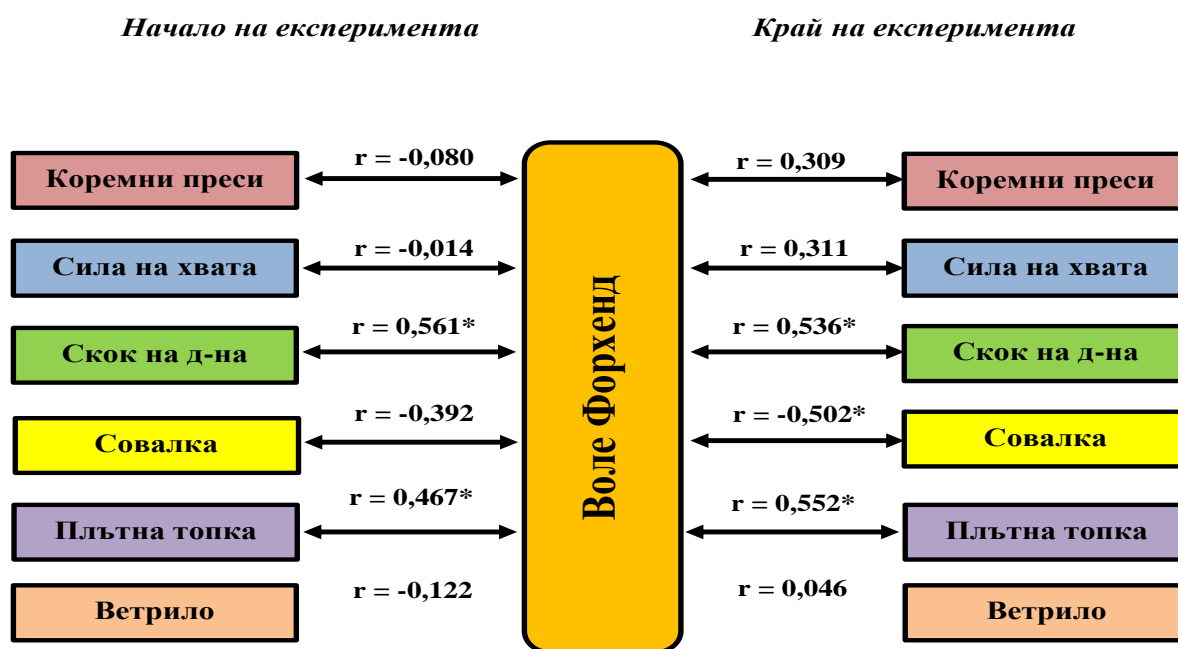 Начало на експеримента
Край на експеримента
Коремни преси
r = -0,080
r = 0,309
Коремни преси
Сила на хвата
r = -0,014
r = 0,311
Сила на хвата
Скок на д-на
r = 0,561*
r = 0,536*
Скок на д-на
Совалка
r = -0,392
r = -0,502*
Совалка
Плътна топка
r = 0,467*
r = 0,552*
Плътна топка
Ветрило
r = -0,122
r = 0,046
Ветрило
Воле Форхенд